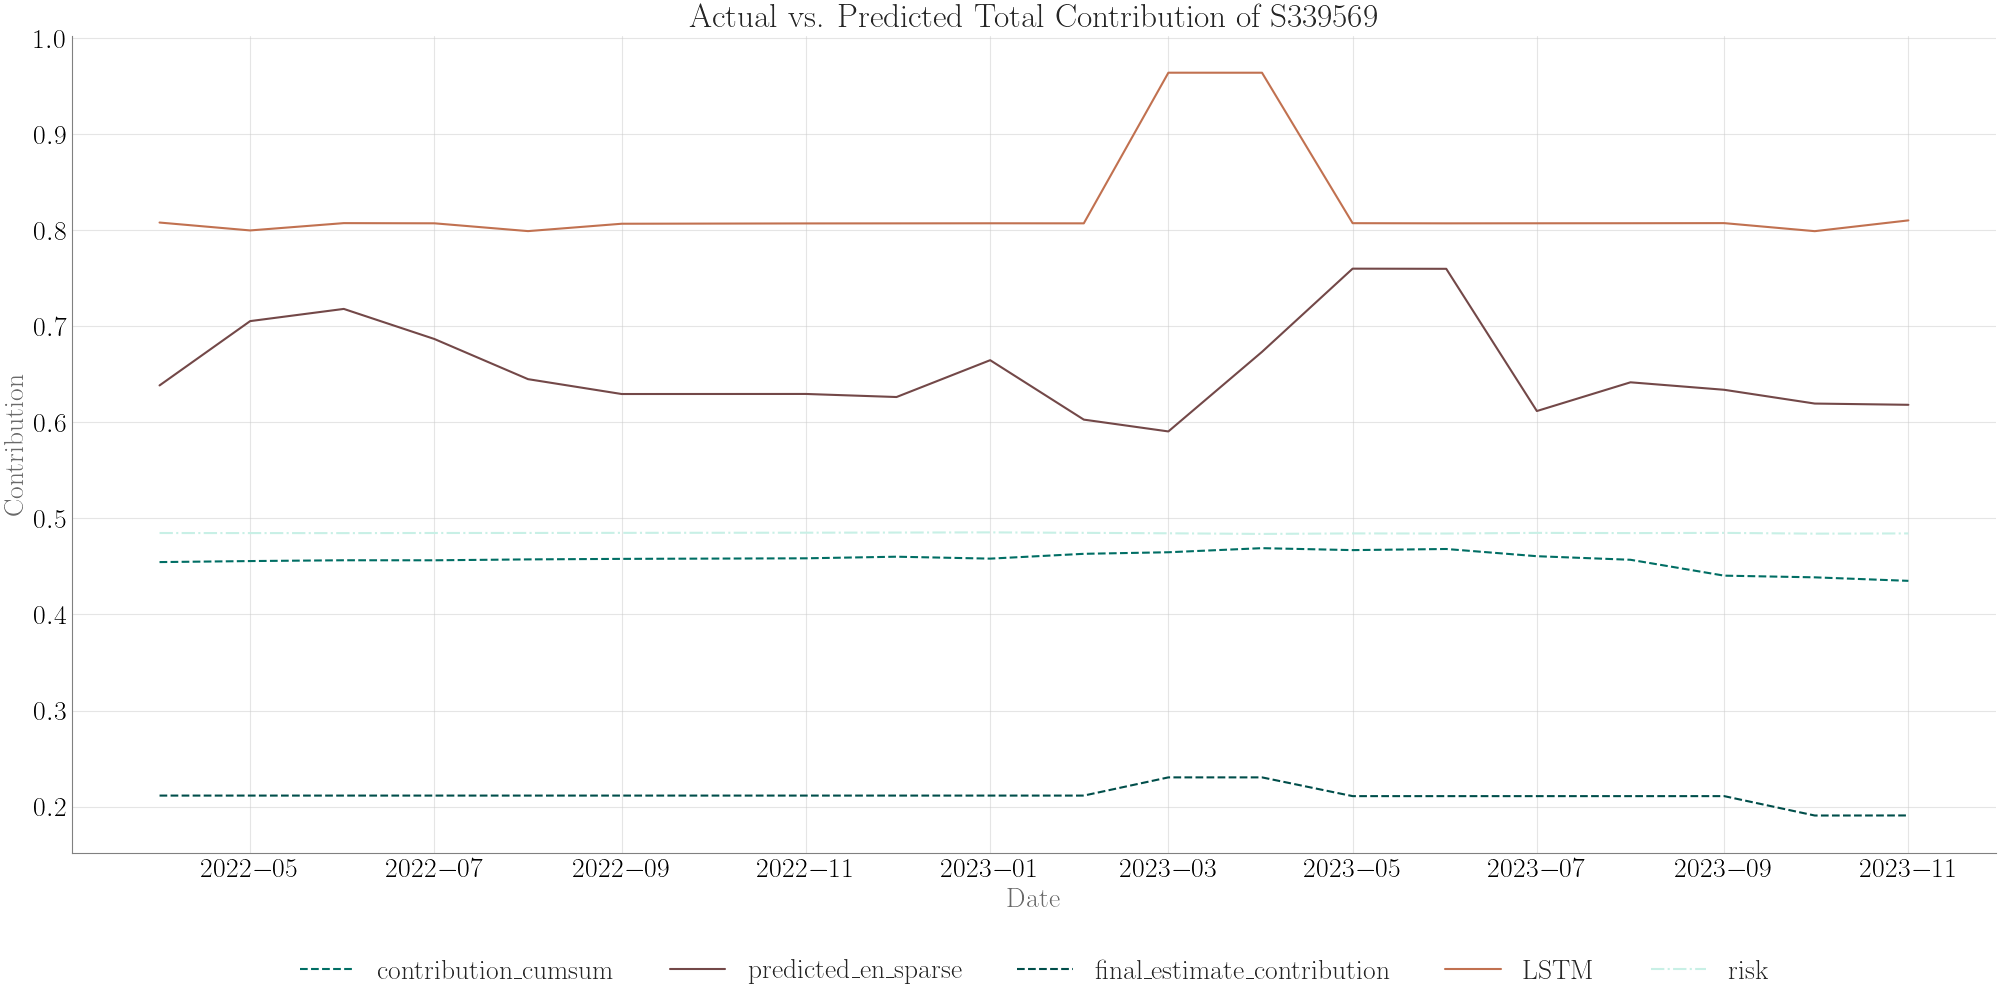 Actual vs. Predicted Total Contribution of S339569
1.0
0.9
0.8
0.7
0.6
0.5
0.4
0.3
0.2
Contribution
2022–05 2022–07 2022–09 2022–11 2023–01 2023–03 2023–05 2023–07 2023–09 2023–11
Date
contribution_cumsum predicted_en_sparse final_estimate_contribution LSTM risk